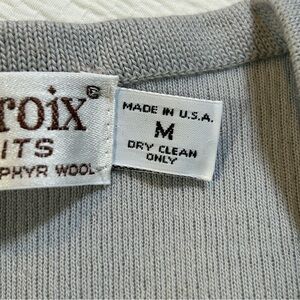 roix®
ITS
PHYR WOOL
MADE IN U.S.A.
M
DRY CLEAN
ONLY